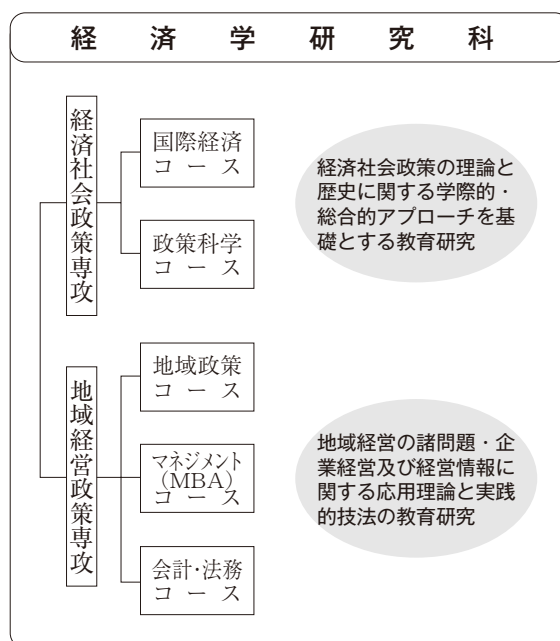 経済学研究科
経済社会政策専攻
国際経済
コース
政策科学
コース
経済社会政策の理論と
歴史に関する学際的・
総合的アプローチを基
礎とする教育研究
地域経営政策専攻
地域政策
コース
マネジメント
(MBA)
コース
会計・法務
コース
地域経営の諸問題・企
業経営及び経営情報に
関する応用理論と実践
的技法の教育研究